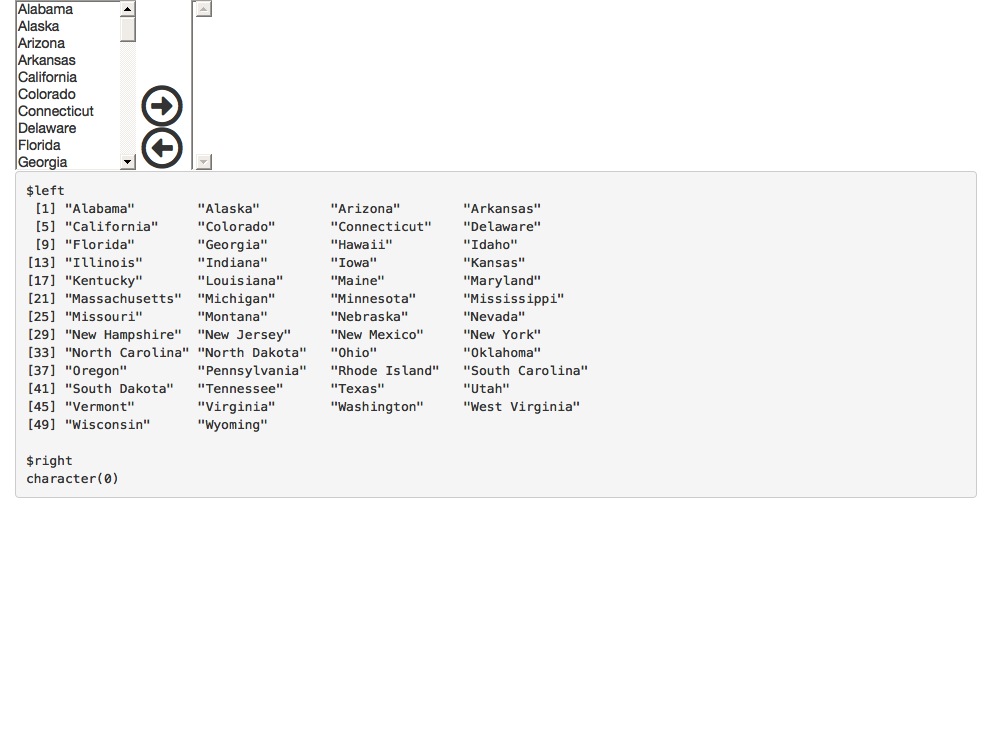 Alabama
Alaska
Arizona
Arkansas
California
Colorado
Connecticut
Delaware
Florida
Georgia
$left
 [1] "Alabama"        "Alaska"         "Arizona"        "Arkansas"
 [5] "California"     "Colorado"       "Connecticut"    "Delaware"
 [9] "Florida"        "Georgia"        "Hawaii"         "Idaho"
[13] "Illinois"       "Indiana"        "Iowa"           "Kansas"
[17] "Kentucky"       "Louisiana"      "Maine"          "Maryland"
[21] "Massachusetts"  "Michigan"       "Minnesota"      "Mississippi"
[25] "Missouri"       "Montana"        "Nebraska"       "Nevada"
[29] "New Hampshire"  "New Jersey"     "New Mexico"     "New York"
[33] "North Carolina" "North Dakota"   "Ohio"           "Oklahoma"
[37] "Oregon"         "Pennsylvania"   "Rhode Island"   "South Carolina"
[41] "South Dakota"   "Tennessee"      "Texas"          "Utah"
[45] "Vermont"        "Virginia"       "Washington"     "West Virginia"
[49] "Wisconsin"      "Wyoming"
$right
character(0)